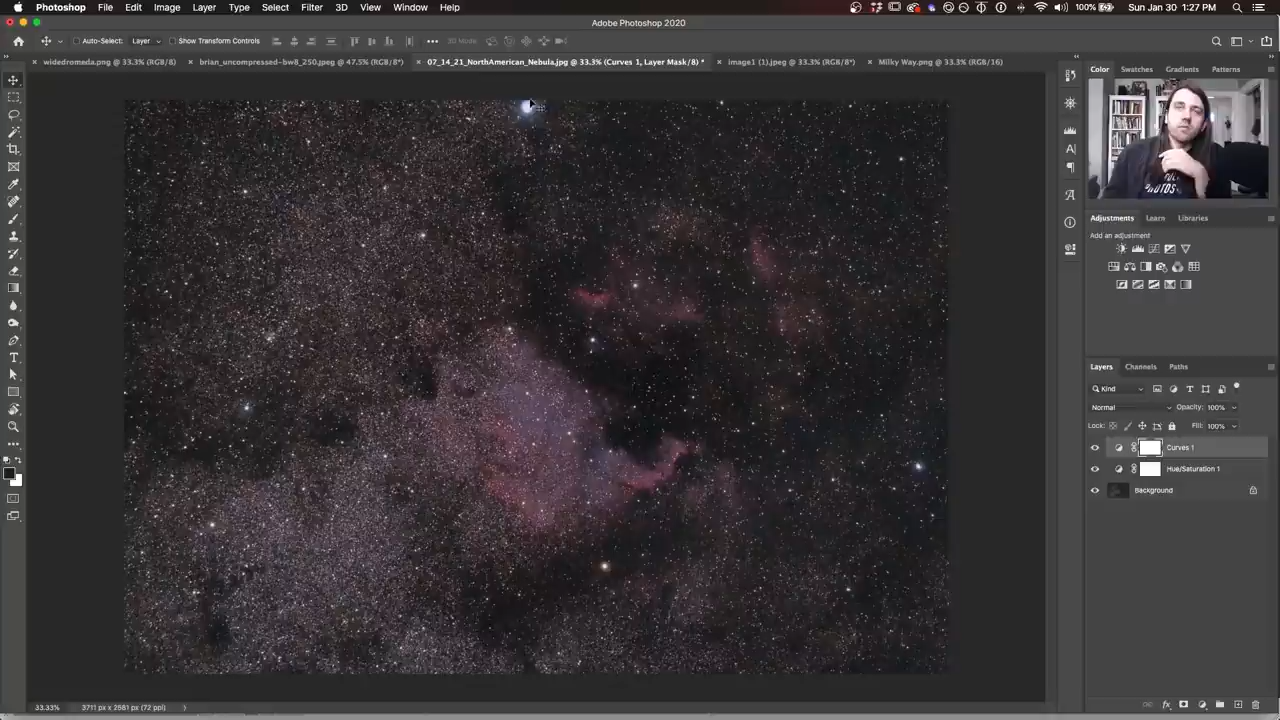 Photoshop File Edit Image Layer Type Select Filter 3D View Window Help 100% Sun Jan 30 1:27 PM
Adobe Photoshop 2020
Auto-Select: Layer Show Transform Controls 3D Mode:
widedromeda.png @ 33.3% (RGB/8) brian_uncompressed-bw8_250.jpeg @ 47.5% (RGB/8*) 07_14_21_NorthAmerican_Nebula.jpg @ 33.3% (Curves 1, Layer Mask/8) * image1 (1).jpeg @ 33.3% (RGB/8*) Milky Way.png @ 33.3% (RGB/16)
Color Swatches Gradients Patterns
PHOTOS
Adjustments Learn Libraries
Add an adjustment
Layers Channels Paths
Kind
Normal Opacity: 100%
Lock: Fill: 100%
Curves 1
Hue/Saturation 1
Background
33.33% 3711 px x 2581 px (72 ppi)